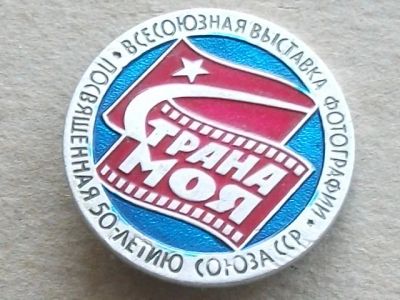 ВСЕСОЮЗНАЯ ВЫСТАВКА ФОТОГРАФИИ •
ПОСВЯЩЕННАЯ 50-ЛЕТИЮ СОЮЗА ССР •
СТРАНА
МОЯ